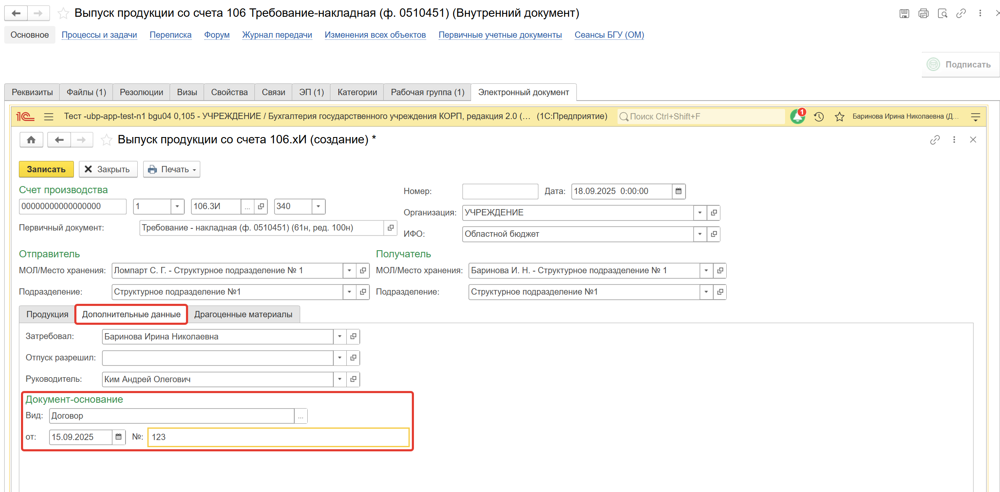 Выпуск продукции со счета 106 Требование-накладная (ф. 0510451) (Внутренний документ)
Основное Процессы и задачи Переписка Форум Журнал передачи Изменения всех объектов Первичные учетные документы Сеансы БГУ (ОМ)
Подписать
Реквизиты Файлы (1) Резолюции Визы Свойства Связи ЭП (1) Категории Рабочая группа (1) Электронный документ
1С Тест -ubp-app-test-n1 bgu04 0,105 - УЧРЕЖДЕНИЕ / Бухгалтерия государственного учреждения КОРП, редакция 2.0 (... (1С:Предприятие) Поиск Ctrl+Shift+F 1 Баринова Ирина Николаевна (Д...
Выпуск продукции со счета 106.хИ (создание) *
Записать Закрыть Печать
Счет производства
Номер: Дата: 18.09.2025 0:00:00
00000000000000000 1 106.3И ... 340
Организация: УЧРЕЖДЕНИЕ
Первичный документ: Требование - накладная (ф. 0510451) (61н, ред. 100н)
ИФО: Областной бюджет
Отправитель Получатель
МОЛ/Место хранения: Ломпарт С. Г. - Структурное подразделение № 1 МОЛ/Место хранения: Баринова И. Н. - Структурное подразделение № 1
Подразделение: Структурное подразделение №1 Подразделение: Структурное подразделение №1
Продукция Дополнительные данные Драгоценные материалы
Затребовал: Баринова Ирина Николаевна
Отпуск разрешил:
Руководитель: Ким Андрей Олегович
Документ-основание
Вид: Договор ...
от: 15.09.2025 №: 123